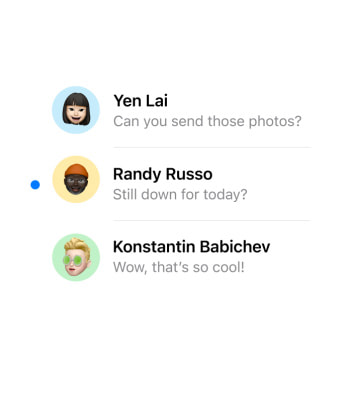 Yen Lai
Can you send those photos?
Randy Russo
Still down for today?
Konstantin Babichev
Wow, that’s so cool!